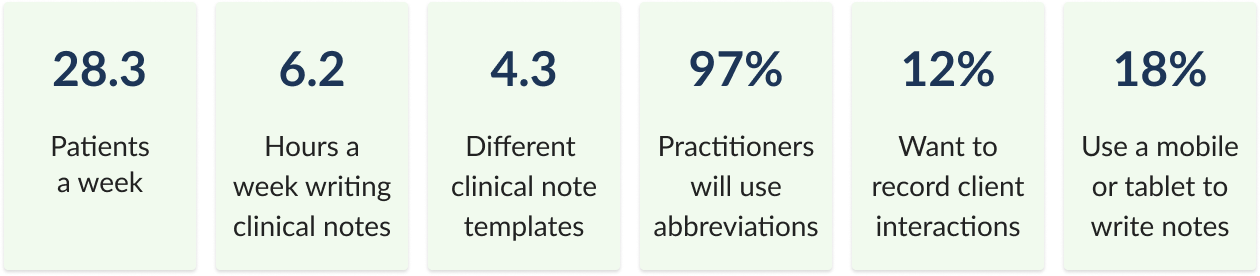 28.3
Patients
a week
6.2
Hours a
week writing
clinical notes
4.3
Different
clinical note
templates
97%
Practitioners
will use
abbreviations
12%
Want to
record client
interactions
18%
Use a mobile
or tablet to
write notes